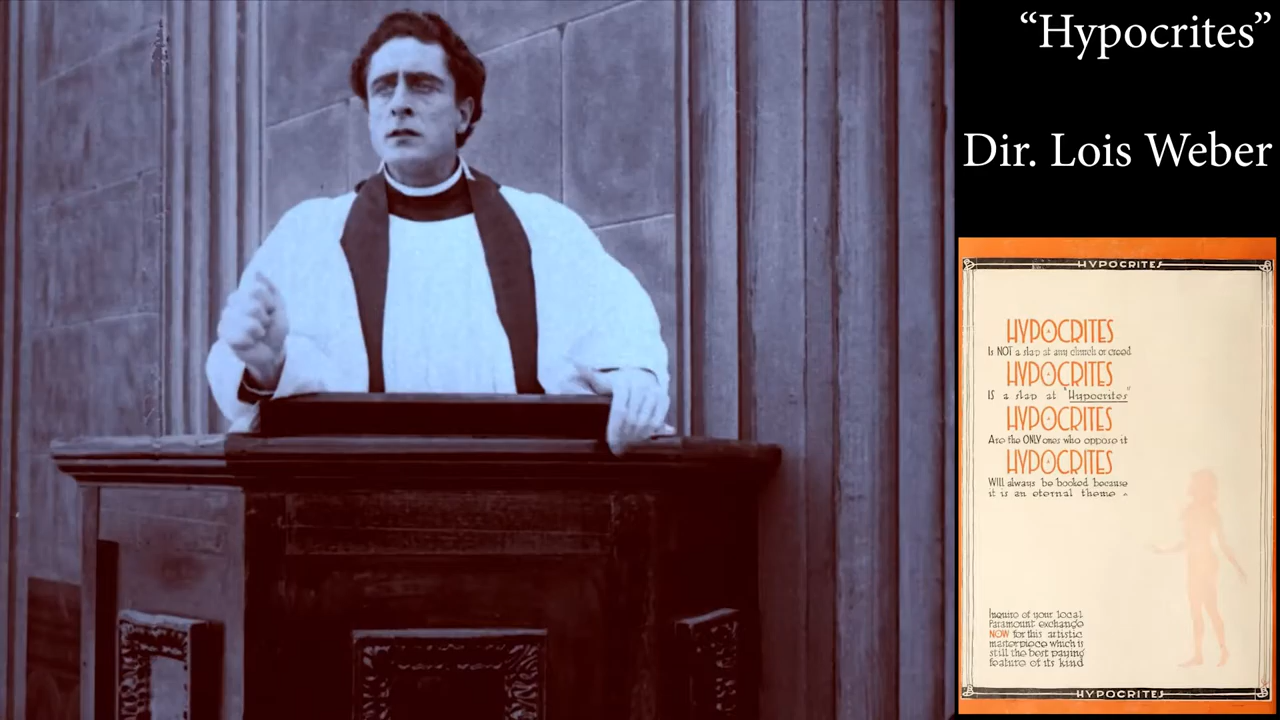 “Hypocrites”
Dir. Lois Weber
HYPOCRITES
HYPOCRITES
Is NOT a slap at any church or creed
HYPOCRITES
IS a slap at "Hypocrites"
HYPOCRITES
Are the ONLY ones who oppose it
HYPOCRITES
WILL always be booked because
it is an eternal theme
Inquire of your local
Paramount exchange
NOW for this artistic
masterpiece which is
still the best paying
feature of its kind
HYPOCRITES